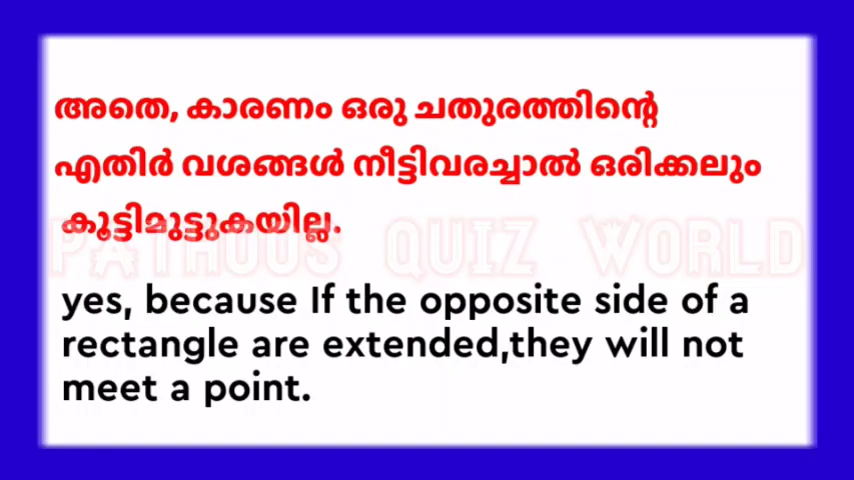 അതെ, കാരണം ഒരു ചതുരത്തിന്റെ
എതിർ വശങ്ങൾ നീട്ടിവരച്ചാൽ ഒരിക്കലും
കൂട്ടിമുട്ടുകയില്ല.
PATHOOS QUIZ WORLD
yes, because If the opposite side of a
rectangle are extended,they will not
meet a point.